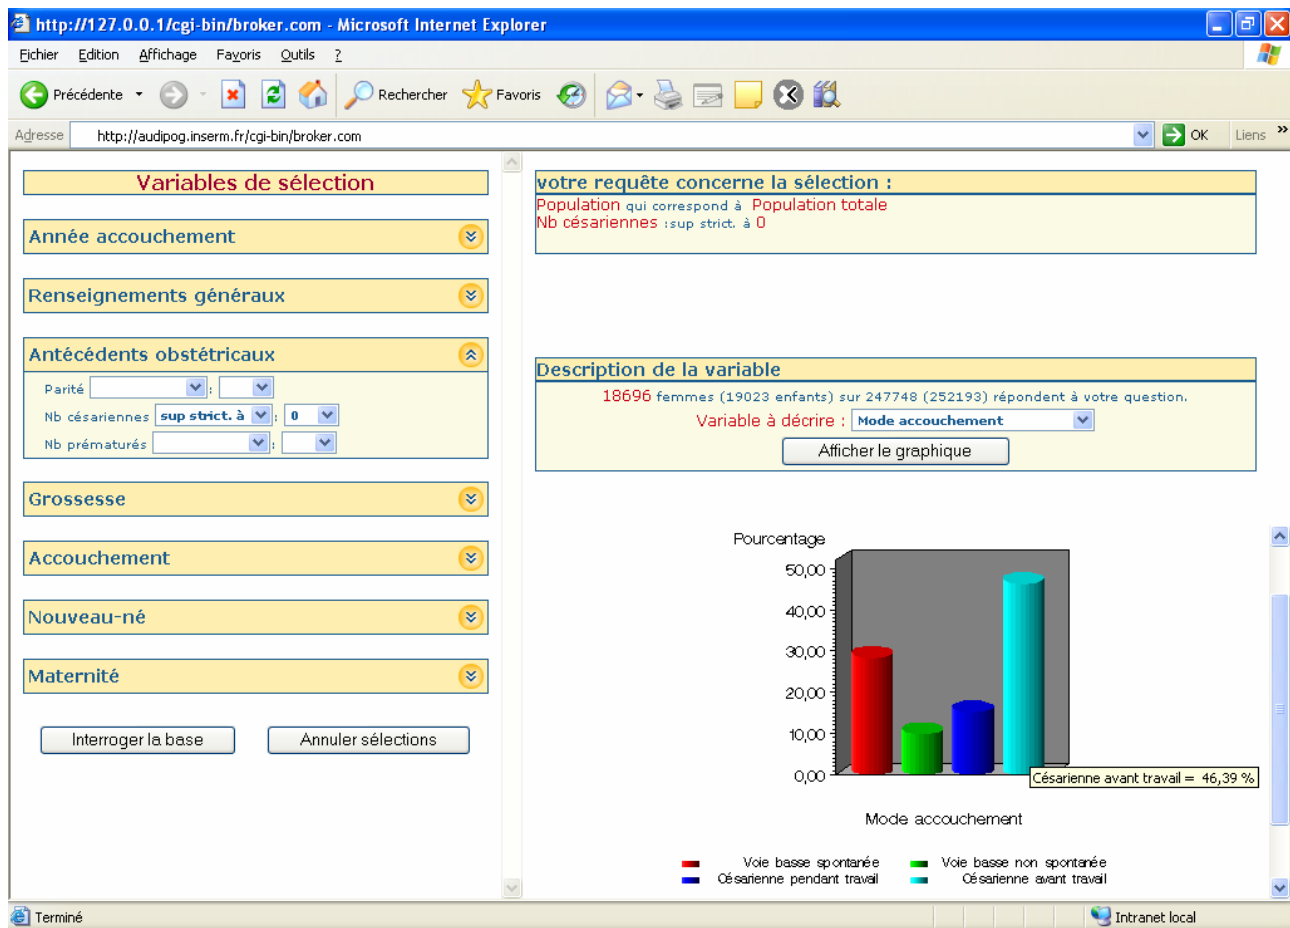 http://127.0.0.1/cgi-bin/broker.com - Microsoft Internet Explorer
Eichier Edition Affichage Favoris Outils ?
Précédente Rechercher Favoris
Adresse http://audipog.inserm.fr/cgi-bin/broker.com OK Liens »
Variables de sélection
Année accouchement
Renseignements généraux
Antécédents obstétricaux
Parité :
Nb césariennes sup strict. à : 0
Nb prématurés :
Grossesse
Accouchement
Nouveau-né
Maternité
Interroger la base Annuler sélections
votre requête concerne la sélection :
Population qui correspond à Population totale
Nb césariennes :sup strict. à 0
Description de la variable
18696 femmes (19023 enfants) sur 247748 (252193) répondent à votre question.
Variable à décrire : Mode accouchement
Afficher le graphique
Pourcentage
50,00
40,00
30,00
20,00
10,00
0,00
Césarienne avant travail = 46,39 %
Mode accouchement
Voie basse spontanée Voie basse non spontanée
Césarienne pendant travail Césarienne avant travail
Terminé Intranet local